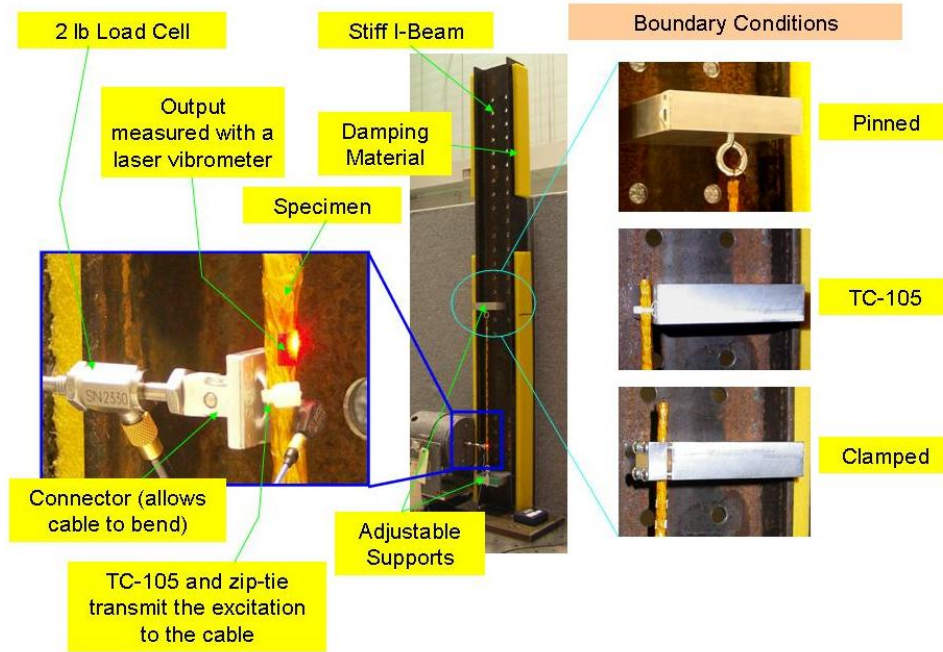 2 lb Load Cell
Stiff I-Beam
Boundary Conditions
Output
measured with a
laser vibrometer
Damping
Material
Pinned
Specimen
TC-105
SN2330
Clamped
Connector (allows
cable to bend)
Adjustable
Supports
TC-105 and zip-tie
transmit the excitation
to the cable